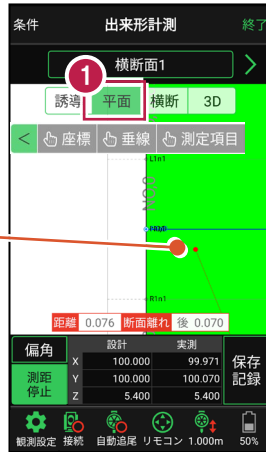 条件 出来形計測 終了
横断面1 >
1
誘導 平面 横断 3D
< 座標 垂線 測定項目
L1n1
R1n1
距離 0.076 断面離れ 後 0.070
偏角 設計 実測
X 100.000 99.971
測距停止 Y 100.000 100.070 保存記録
Z 5.400 5.400
観測設定 接続 自動追尾 リモコン 1.000m 50%